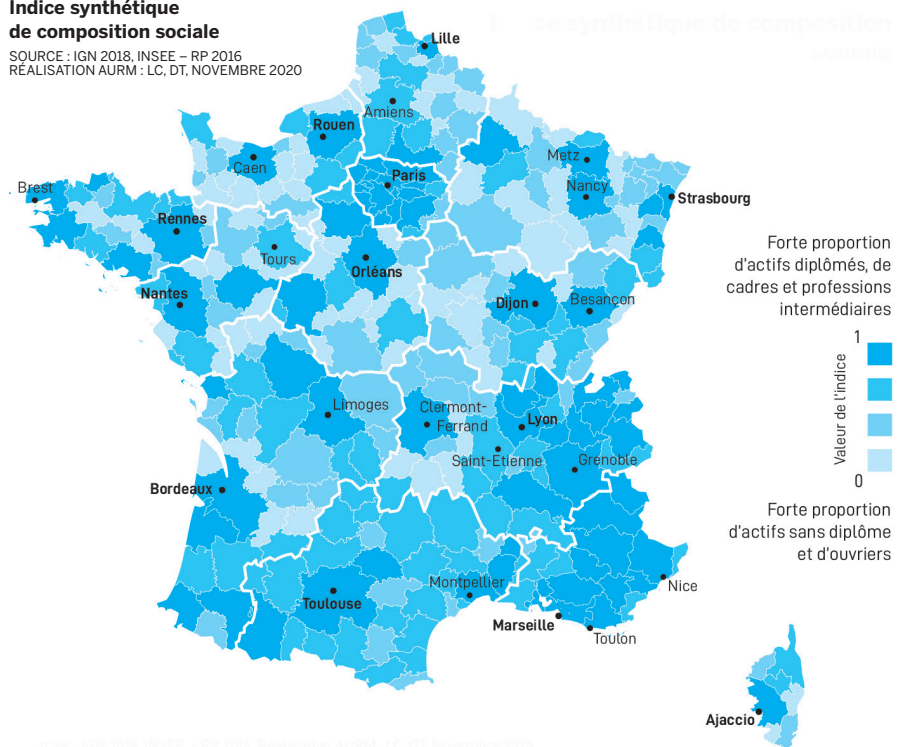 Indice synthétique
de composition sociale
SOURCE : IGN 2018, INSEE – RP 2016
RÉALISATION AURM : LC, DT, NOVEMBRE 2020
Lille
Amiens
Rouen
Caen
Metz
Paris
Nancy
Brest
Strasbourg
Rennes
Tours
Orléans
Nantes
Dijon
Besançon
Forte proportion
d'actifs diplômés, de
cadres et professions
intermédiaires
1
Valeur de l'indice
0
Forte proportion
d'actifs sans diplôme
et d'ouvriers
Limoges
Clermont-
Ferrand
Lyon
Saint-Etienne
Grenoble
Bordeaux
Montpellier
Nice
Toulouse
Marseille
Toulon
Ajaccio